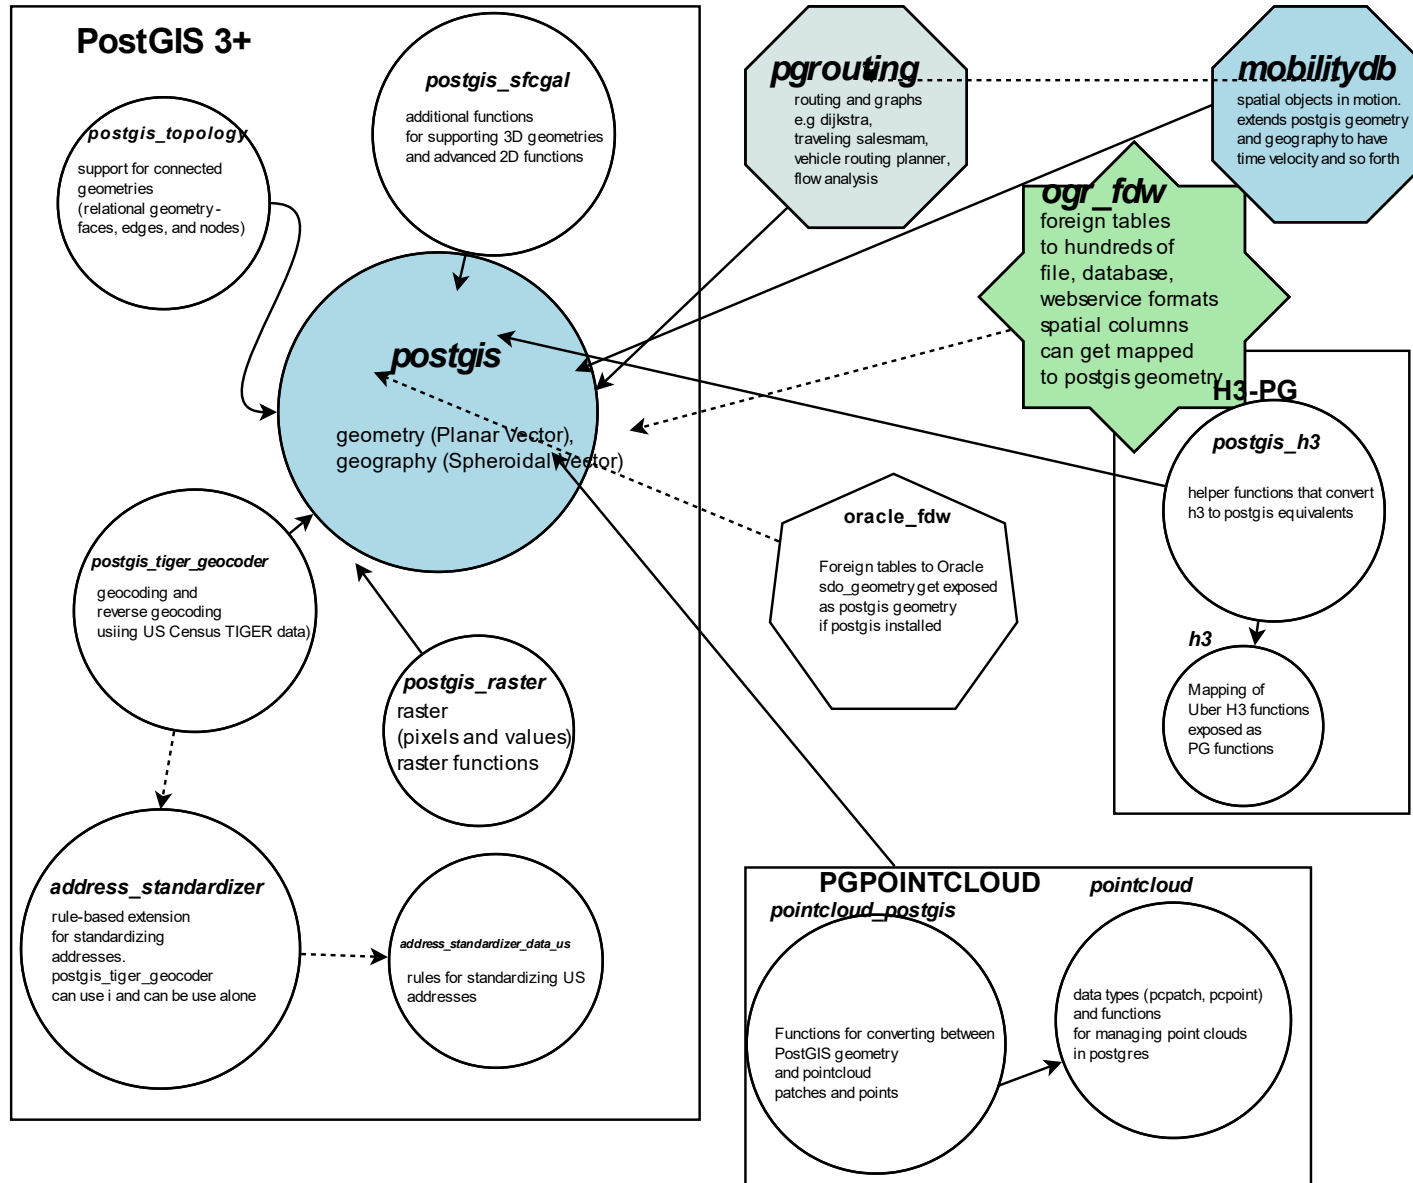 PostGIS 3+
postgis_sfcgal
additional functions
for supporting 3D geometries
and advanced 2D functions
postgis_topology
support for connected
geometries
(relational geometry -
faces, edges, and nodes)
postgis
geometry (Planar Vector),
geography (Spheroidal Vector)
postgis_tiger_geocoder
geocoding and
reverse geocoding
usiing US Census TIGER data)
postgis_raster
raster
(pixels and values)
raster functions
address_standardizer
rule-based extension
for standardizing
addresses.
postgis_tiger_geocoder
can use i and can be use alone
address_standardizer_data_us
rules for standardizing US
addresses
pgrouting
routing and graphs
e.g dijkstra,
traveling salesmam,
vehicle routing planner,
flow analysis
mobilitydb
spatial objects in motion.
extends postgis geometry
and geography to have
time velocity and so forth
ogr_fdw
foreign tables
to hundreds of
file, database,
webservice formats
spatial columns
can get mapped
to postgis geometry
H3-PG
postgis_h3
helper functions that convert
h3 to postgis equivalents
h3
Mapping of
Uber H3 functions
exposed as
PG functions
oracle_fdw
Foreign tables to Oracle
sdo_geometry get exposed
as postgis geometry
if postgis installed
PGPOINTCLOUD
pointcloud_postgis
Functions for converting between
PostGIS geometry
and pointcloud
patches and points
pointcloud
data types (pcpatch, pcpoint)
and functions
for managing point clouds
in postgres